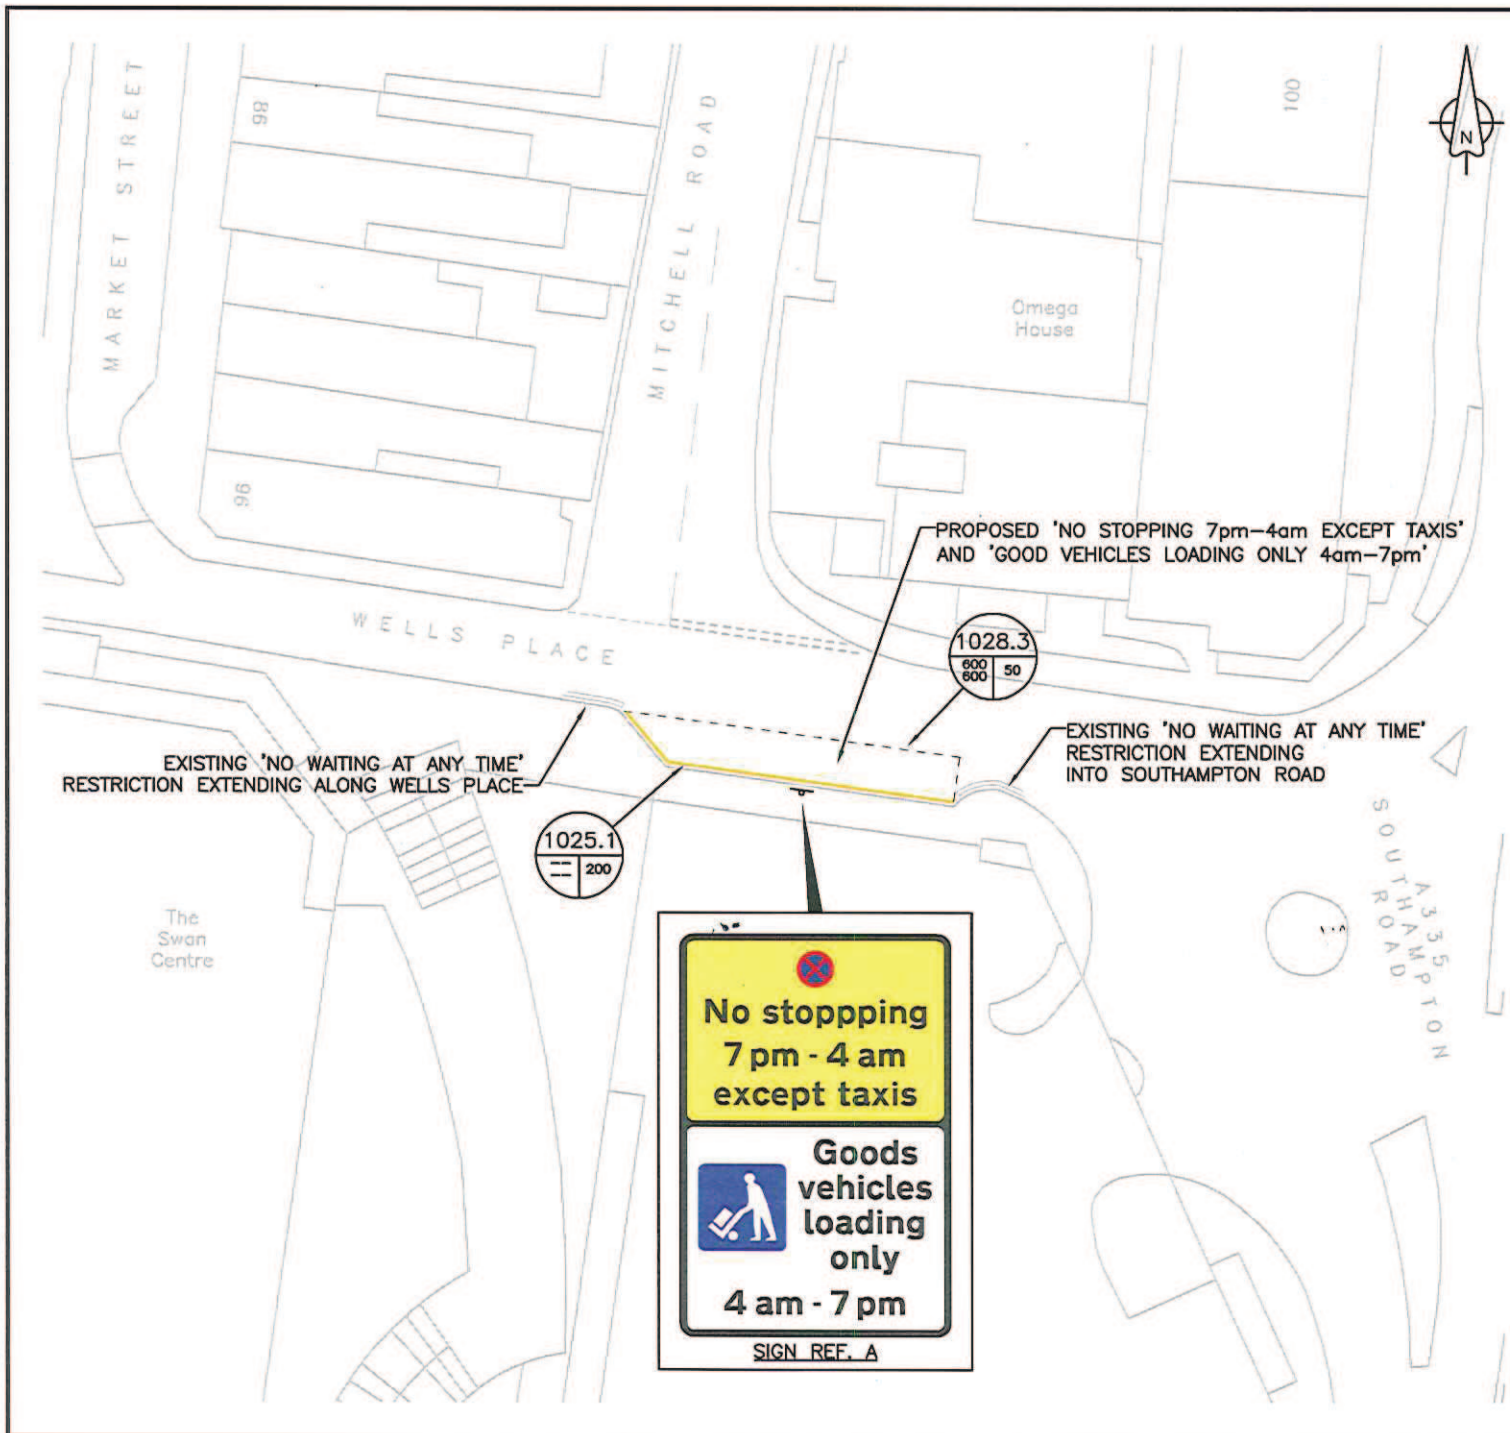 MARKET STREET
98
MITCHELL ROAD
100
N
Omega
House
96
PROPOSED 'NO STOPPING 7pm-4am EXCEPT TAXIS'
AND 'GOOD VEHICLES LOADING ONLY 4am-7pm'
WELLS PLACE
1028.3
600
600
50
EXISTING 'NO WAITING AT ANY TIME'
RESTRICTION EXTENDING
INTO SOUTHAMPTON ROAD
EXISTING 'NO WAITING AT ANY TIME'
RESTRICTION EXTENDING ALONG WELLS PLACE
1025.1
200
A335
SOUTHAMPTON
ROAD
The
Swan
Centre
No stoppping
7 pm - 4 am
except taxis
Goods
vehicles
loading
only
4 am - 7 pm
SIGN REF. A